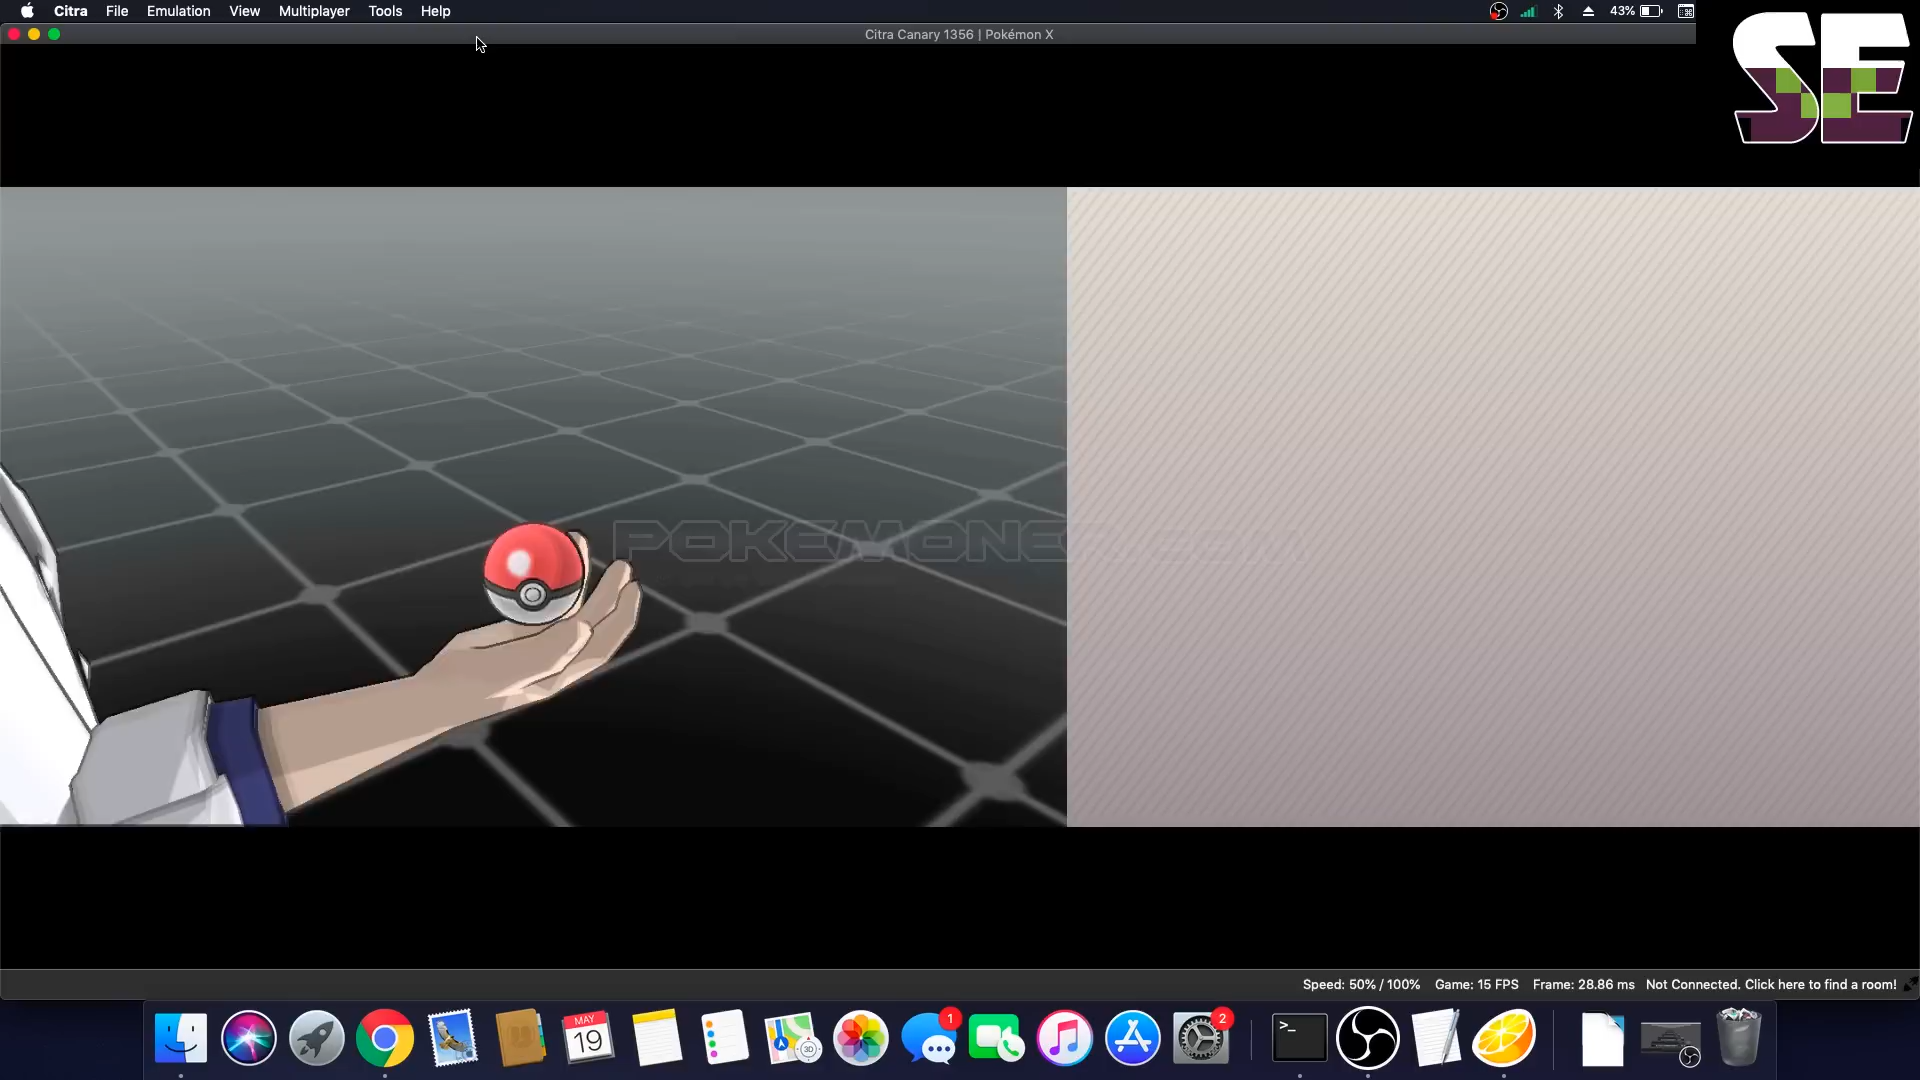 Citra File Emulation View Multiplayer Tools Help 43%
Citra Canary 1356 | Pokémon X
SE
POKEMONER.COM
Speed: 50% / 100% Game: 15 FPS Frame: 28.86 ms Not Connected. Click here to find a room!
1
MAY
19
3D
2
>_